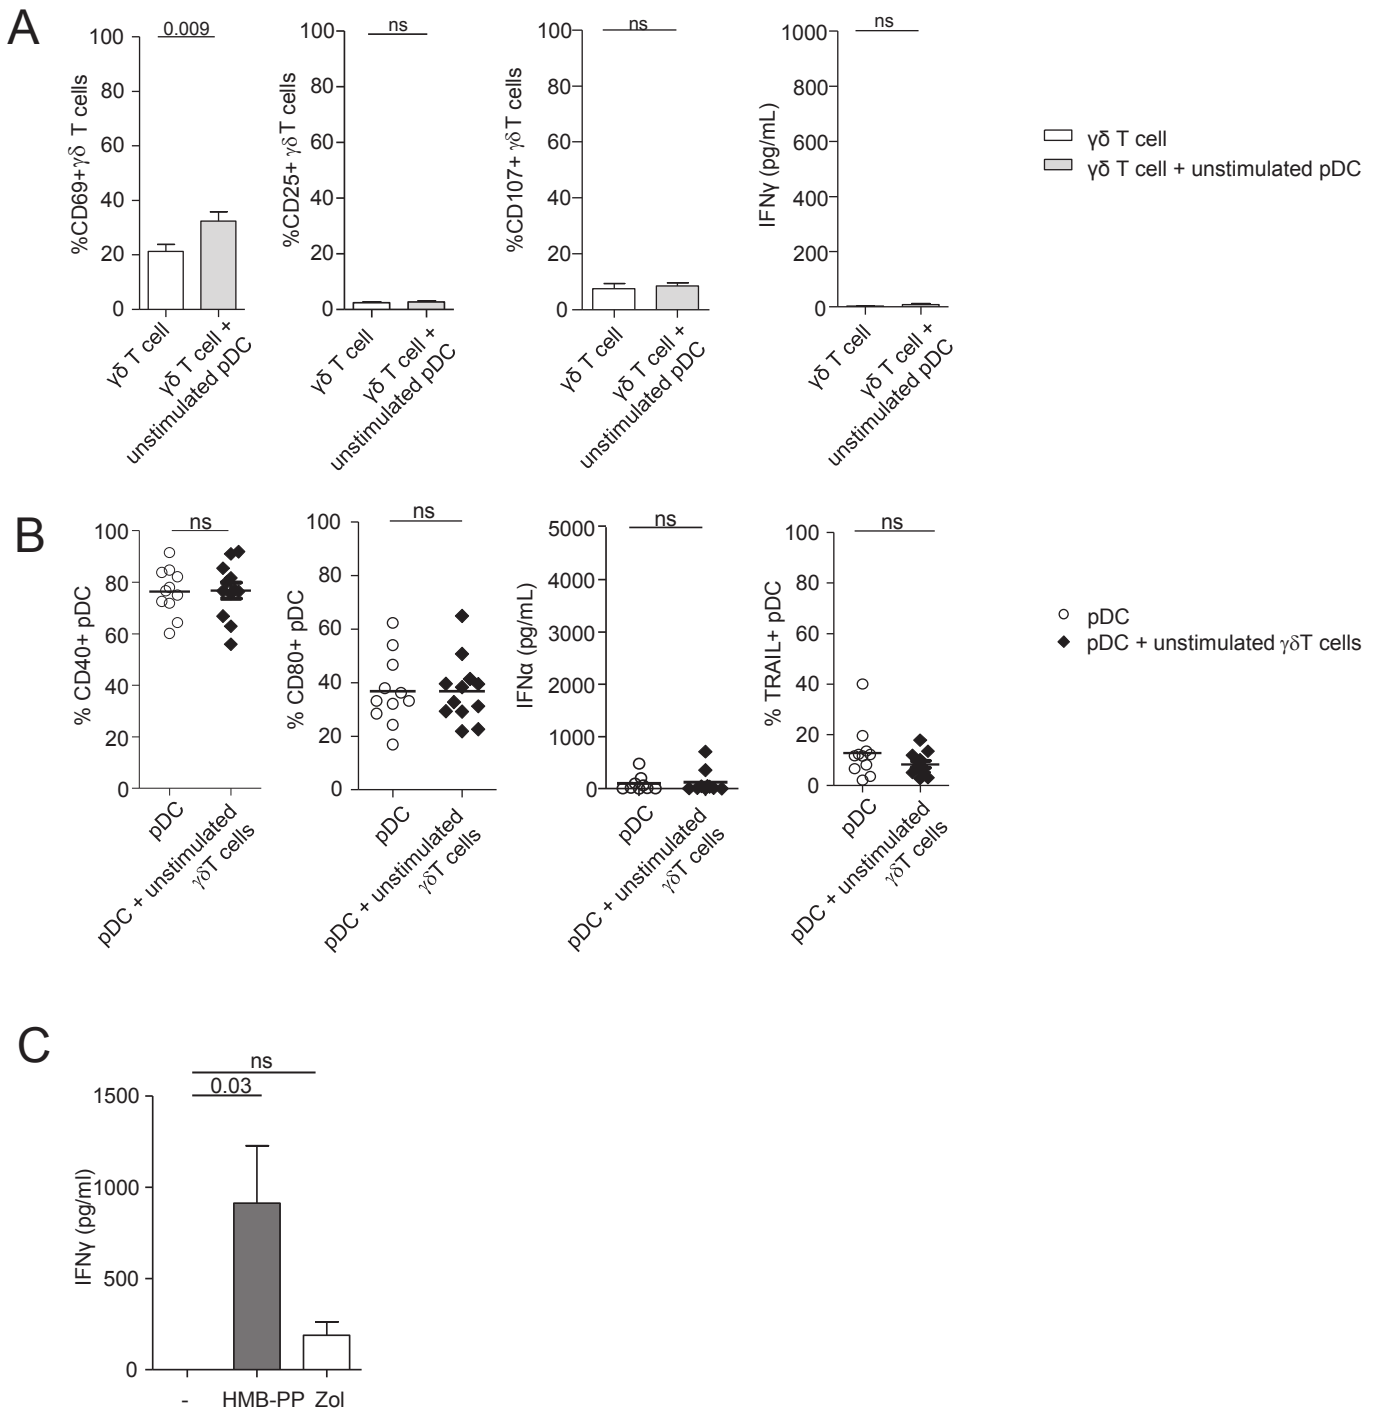 A
0.009
%CD69+γδ T cells
100
80
60
40
20
0
γδ T cell
γδ T cell +
unstimulated pDC
ns
%CD25+ γδ T cells
100
80
60
40
20
0
γδ T cell
γδ T cell +
unstimulated pDC
ns
%CD107+ γδ T cells
100
80
60
40
20
0
γδ T cell
γδ T cell +
unstimulated pDC
ns
IFNγ (pg/mL)
1000
800
600
400
200
0
γδ T cell
γδ T cell +
unstimulated pDC
γδ T cell
γδ T cell + unstimulated pDC
B
ns
% CD40+ pDC
100
80
60
40
20
0
pDC
pDC + unstimulated
γδT cells
ns
% CD80+ pDC
100
80
60
40
20
0
pDC
pDC + unstimulated
γδT cells
ns
IFNα (pg/mL)
5000
4000
3000
2000
1000
0
pDC
pDC + unstimulated
γδT cells
ns
% TRAIL+ pDC
100
80
60
40
20
0
pDC
pDC + unstimulated
γδT cells
pDC
pDC + unstimulated γδT cells
C
ns
0.03
IFNγ (pg/ml)
1500
1000
500
0
- HMB-PP Zol